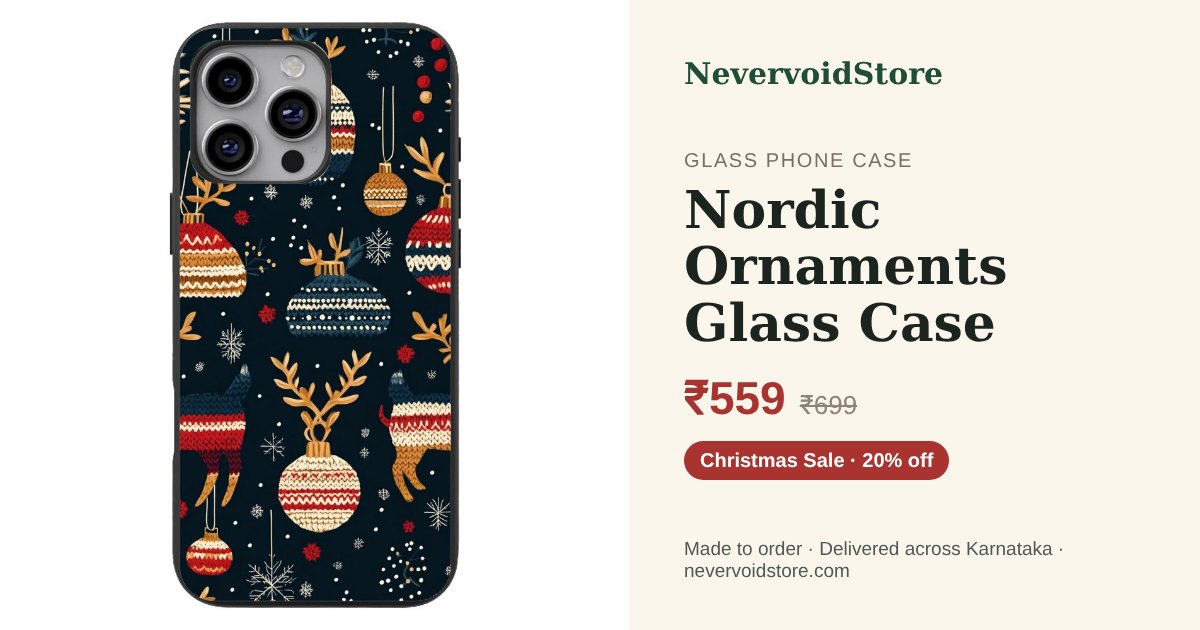 NevervoidStore
GLASS PHONE CASE
Nordic
Ornaments
Glass Case
₹559 ₹699
Christmas Sale · 20% off
Made to order · Delivered across Karnataka ·
nevervoidstore.com